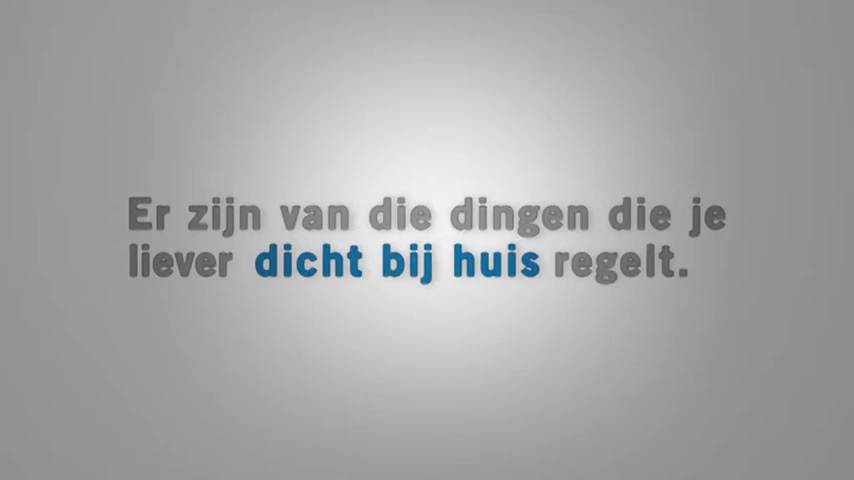 Er zijn van die dingen die je
liever dicht bij huis regelt.